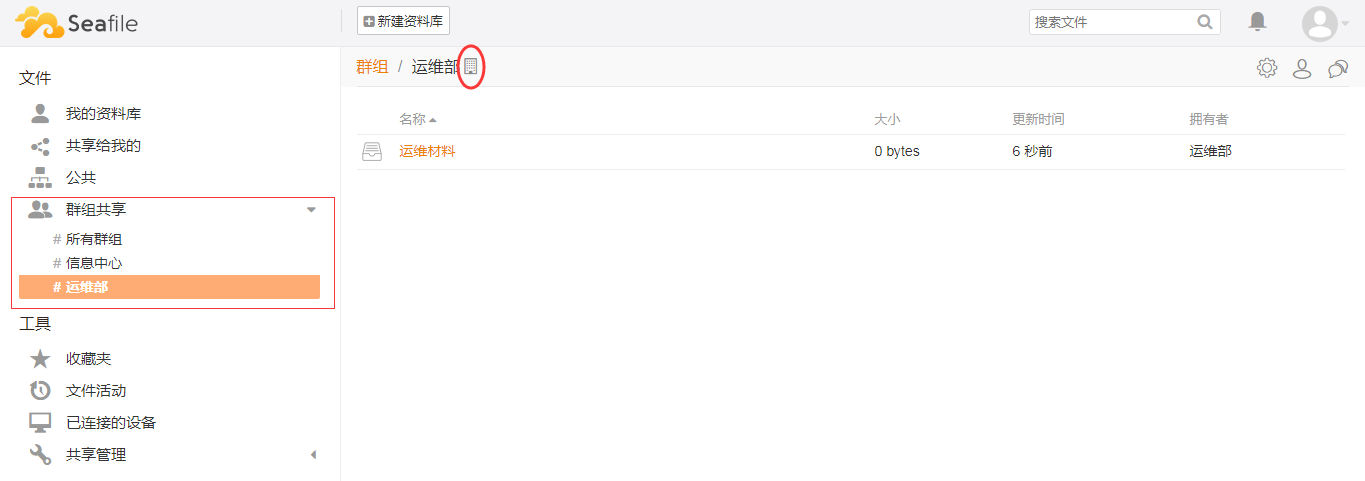 Seafile
新建资料库
搜索文件
文件
我的资料库
共享给我的
公共
群组共享
# 所有群组
# 信息中心
# 运维部
工具
收藏夹
文件活动
已连接的设备
共享管理
群组 / 运维部
名称 大小 更新时间 拥有者
运维材料 0 bytes 6 秒前 运维部